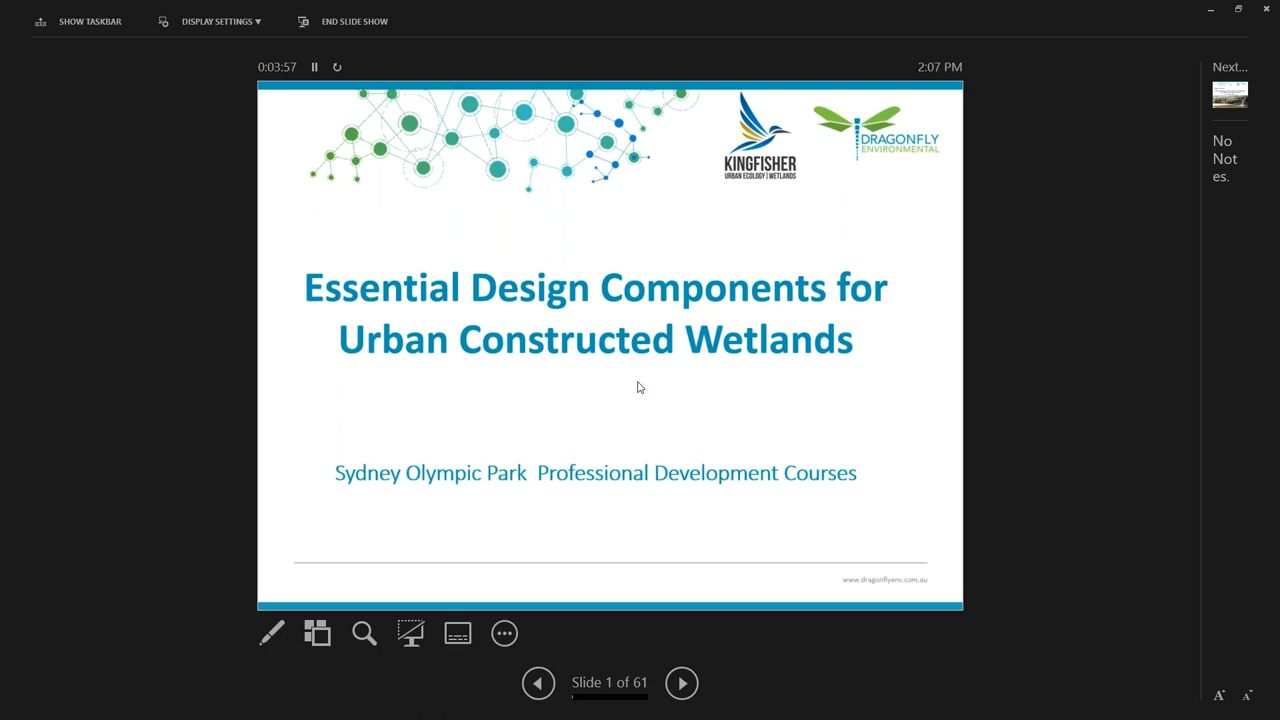 SHOW TASKBAR
DISPLAY SETTINGS ▾
END SLIDE SHOW
0:03:57
2:07 PM
Next...
No
Not
es.
KINGFISHER
URBAN ECOLOGY | WETLANDS
DRAGONFLY
ENVIRONMENTAL
Essential Design Components for
Urban Constructed Wetlands
Sydney Olympic Park  Professional Development Courses
www.dragonflyenv.com.au
Slide 1 of 61
A A